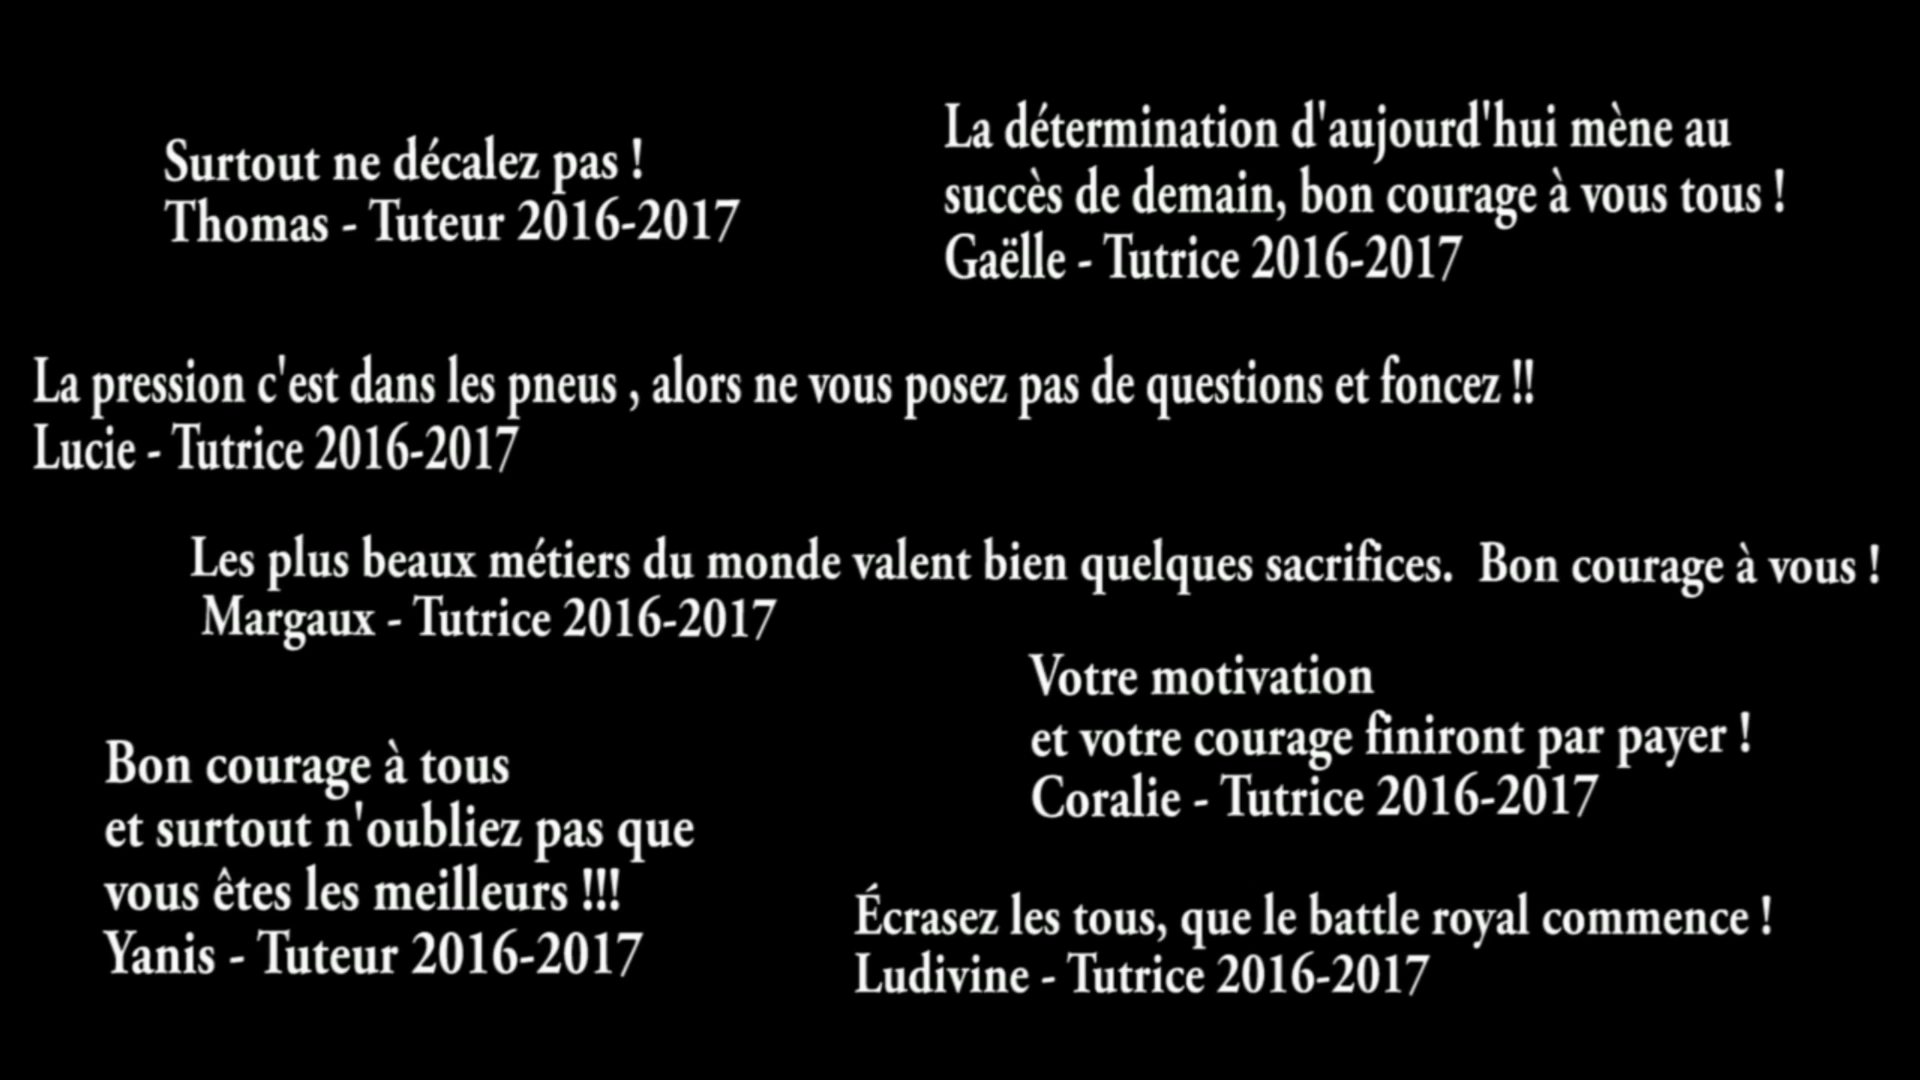 Surtout ne décalez pas !
Thomas - Tuteur 2016-2017
La détermination d'aujourd'hui mène au
succès de demain, bon courage à vous tous !
Gaëlle - Tutrice 2016-2017
La pression c'est dans les pneus , alors ne vous posez pas de questions et foncez !!
Lucie - Tutrice 2016-2017
Les plus beaux métiers du monde valent bien quelques sacrifices.  Bon courage à vous !
Margaux - Tutrice 2016-2017
Votre motivation
et votre courage finiront par payer !
Coralie - Tutrice 2016-2017
Bon courage à tous
et surtout n'oubliez pas que
vous êtes les meilleurs !!!
Yanis - Tuteur 2016-2017
Écrasez les tous, que le battle royal commence !
Ludivine - Tutrice 2016-2017